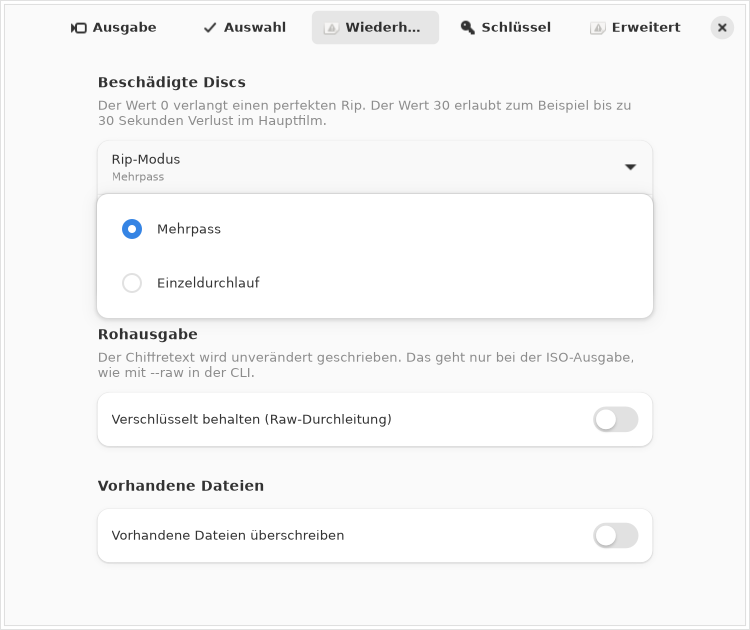 Ausgabe
Auswahl
Wiederh...
Schlüssel
Erweitert
Beschädigte Discs
Der Wert 0 verlangt einen perfekten Rip. Der Wert 30 erlaubt zum Beispiel bis zu
30 Sekunden Verlust im Hauptfilm.
Rip-Modus
Mehrpass
Mehrpass
Einzeldurchlauf
Rohausgabe
Der Chiffretext wird unverändert geschrieben. Das geht nur bei der ISO-Ausgabe,
wie mit --raw in der CLI.
Verschlüsselt behalten (Raw-Durchleitung)
Vorhandene Dateien
Vorhandene Dateien überschreiben